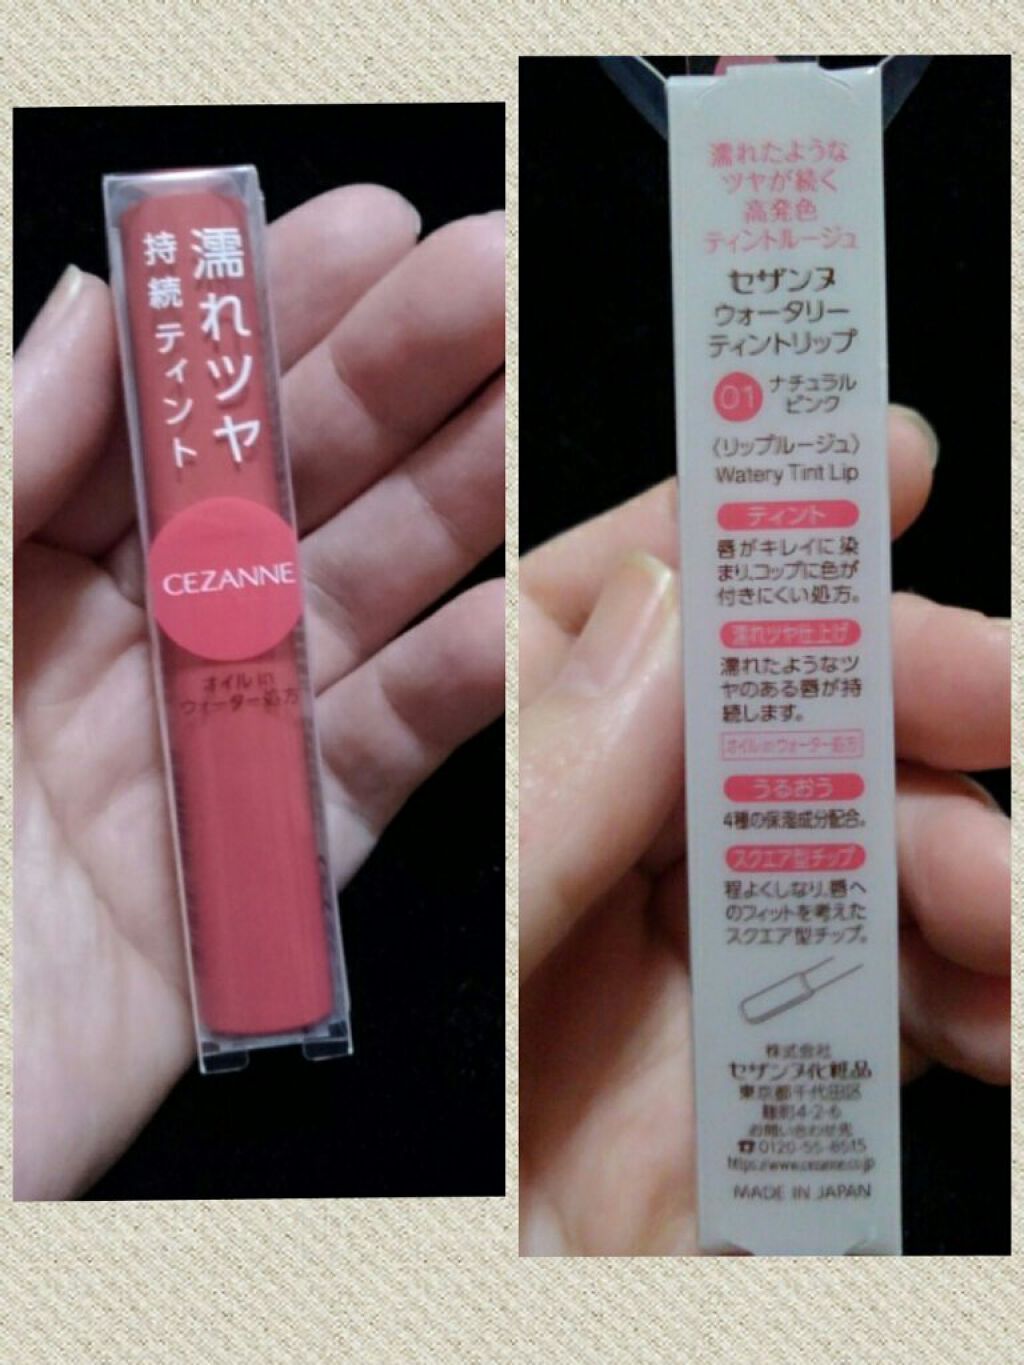 濡れツヤ
持続ティント
CEZANNE
オイルin
ウォーター処方
濡れたような
ツヤが続く
高発色
ティントルージュ
セザンヌ
ウォータリー
ティントリップ
01 ナチュラル
ピンク
〈リップルージュ〉
Watery Tint Lip
ティント
唇がキレイに染
まり、コップに色が
付きにくい処方。
濡れツヤ仕上げ
濡れたようなツ
ヤのある唇が持
続します。
オイルinウォーター処方
うるおう
4種の保湿成分配合。
スクエア型チップ
程よくしなり、唇へ
のフィットを考えた
スクエア型チップ。
株式会社
セザンヌ化粧品
東京都千代田区
麹町4-2-6
お問い合わせ先
☎0120-55-8515
https://www.cezanne.co.jp
MADE IN JAPAN